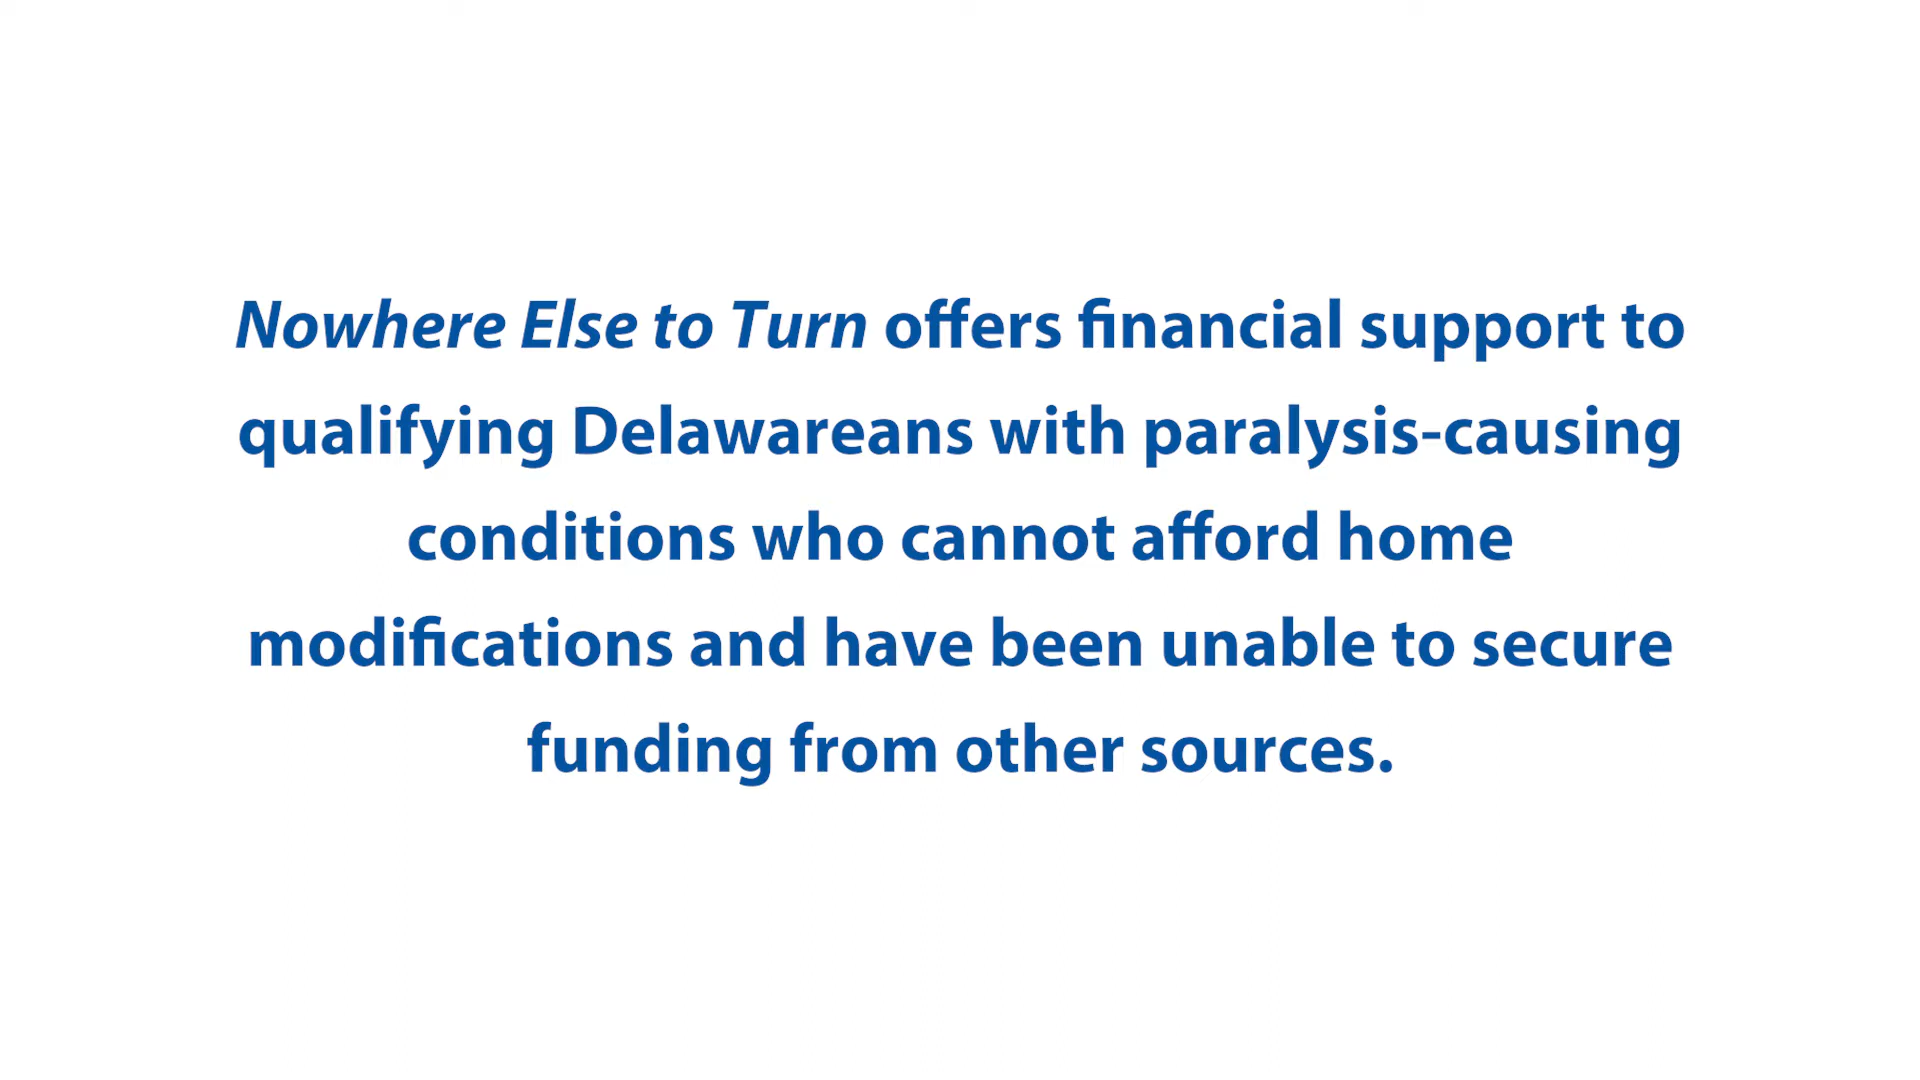 Nowhere Else to Turn offers financial support to
qualifying Delawareans with paralysis-causing
conditions who cannot afford home
modifications and have been unable to secure
funding from other sources.